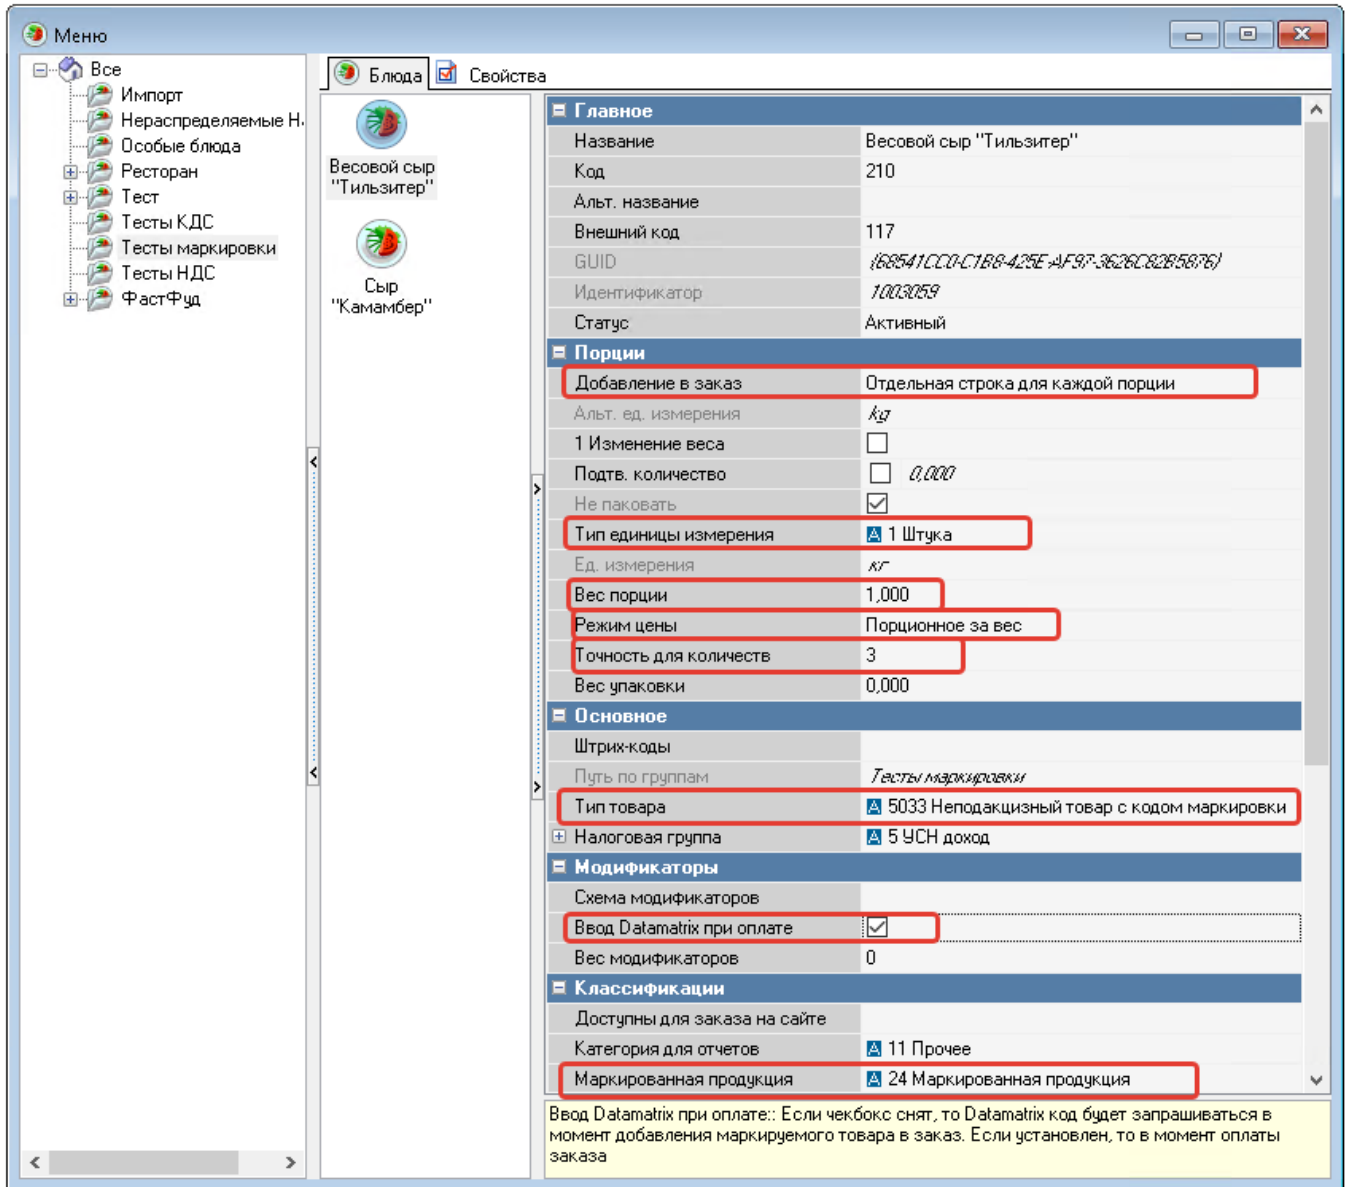 Меню
Все
Импорт
Нераспределяемые Н
Особые блюда
Ресторан
Тест
Тесты КДС
Тесты маркировки
Тесты НДС
ФастФуд
Блюда Свойства
Весовой сыр
"Тильзитер"
Сыр
"Камамбер"
Главное
Название Весовой сыр "Тильзитер"
Код 210
Альт. название
Внешний код 117
GUID
Идентификатор 1003059
Статус Активный
Порции
Добавление в заказ Отдельная строка для каждой порции
Альт. ед. измерения kg
1 Изменение веса
Подтв. количество 0,000
Не паковать
Тип единицы измерения A 1 Штука
Ед. измерения кг
Вес порции 1,000
Режим цены Порционное за вес
Точность для количеств 3
Вес упаковки 0,000
Основное
Штрих-коды
Путь по группам Тесты маркировки
Тип товара A 5033 Неподакцизный товар с кодом маркировки
Налоговая группа A 5 УСН доход
Модификаторы
Схема модификаторов
Ввод Datamatrix при оплате
Вес модификаторов 0
Классификации
Доступны для заказа на сайте
Категория для отчетов A 11 Прочее
Маркированная продукция A 24 Маркированная продукция
Ввод Datamatrix при оплате:: Если чекбокс снят, то Datamatrix код будет запрашиваться в
момент добавления маркируемого товара в заказ. Если установлен, то в момент оплаты
заказа